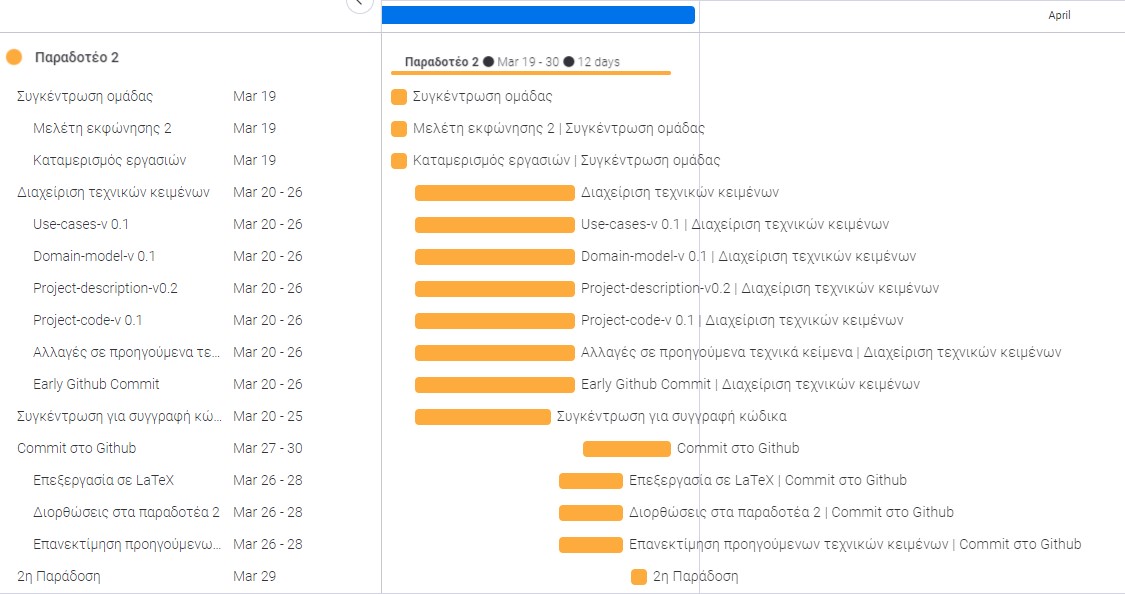 April
Παραδοτέο 2
Παραδοτέο 2 ● Mar 19 - 30 ● 12 days
Συγκέντρωση ομάδας Mar 19 Συγκέντρωση ομάδας
Μελέτη εκφώνησης 2 Mar 19 Μελέτη εκφώνησης 2 | Συγκέντρωση ομάδας
Καταμερισμός εργασιών Mar 19 Καταμερισμός εργασιών | Συγκέντρωση ομάδας
Διαχείριση τεχνικών κειμένων Mar 20 - 26 Διαχείριση τεχνικών κειμένων
Use-cases-v 0.1 Mar 20 - 26 Use-cases-v 0.1 | Διαχείριση τεχνικών κειμένων
Domain-model-v 0.1 Mar 20 - 26 Domain-model-v 0.1 | Διαχείριση τεχνικών κειμένων
Project-description-v0.2 Mar 20 - 26 Project-description-v0.2 | Διαχείριση τεχνικών κειμένων
Project-code-v 0.1 Mar 20 - 26 Project-code-v 0.1 | Διαχείριση τεχνικών κειμένων
Αλλαγές σε προηγούμενα τε... Mar 20 - 26 Αλλαγές σε προηγούμενα τεχνικά κείμενα | Διαχείριση τεχνικών κειμένων
Early Github Commit Mar 20 - 26 Early Github Commit | Διαχείριση τεχνικών κειμένων
Συγκέντρωση για συγγραφή κώ... Mar 20 - 25 Συγκέντρωση για συγγραφή κώδικα
Commit στο Github Mar 27 - 30 Commit στο Github
Επεξεργασία σε LaTeX Mar 26 - 28 Επεξεργασία σε LaTeX | Commit στο Github
Διορθώσεις στα παραδοτέα 2 Mar 26 - 28 Διορθώσεις στα παραδοτέα 2 | Commit στο Github
Επανεκτίμηση προηγούμενω... Mar 26 - 28 Επανεκτίμηση προηγούμενων τεχνικών κειμένων | Commit στο Github
2η Παράδοση Mar 29 2η Παράδοση